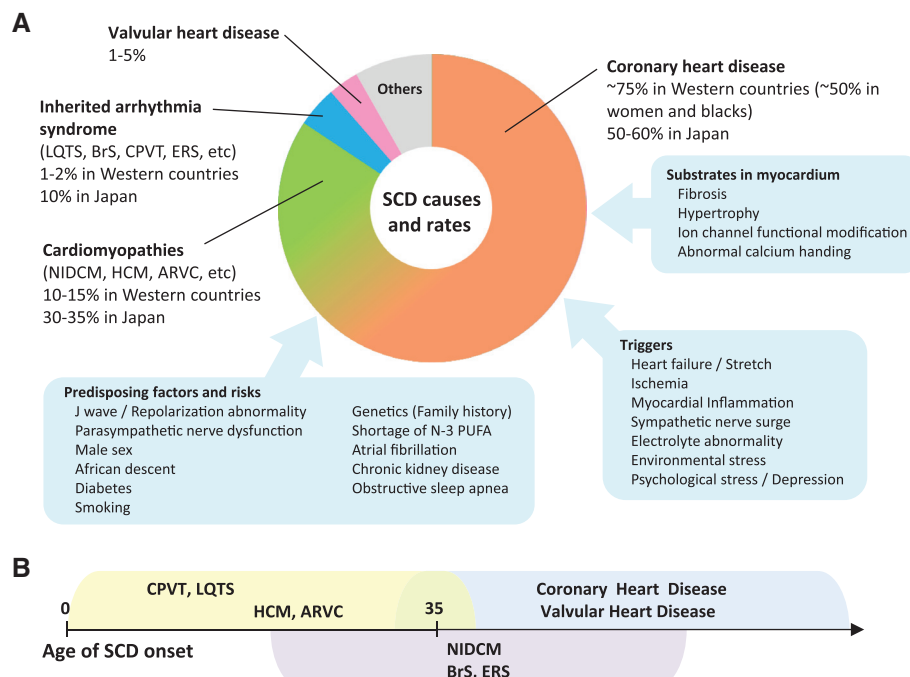 A
Valvular heart disease
1-5%
Others
Coronary heart disease
~75% in Western countries (~50% in
women and blacks)
50-60% in Japan
Inherited arrhythmia
syndrome
(LQTS, BrS, CPVT, ERS, etc)
1-2% in Western countries
10% in Japan
SCD causes
and rates
Substrates in myocardium
Fibrosis
Hypertrophy
Ion channel functional modification
Abnormal calcium handing
Cardiomyopathies
(NIDCM, HCM, ARVC, etc)
10-15% in Western countries
30-35% in Japan
Triggers
Heart failure / Stretch
Ischemia
Myocardial Inflammation
Sympathetic nerve surge
Electrolyte abnormality
Environmental stress
Psychological stress / Depression
Predisposing factors and risks
J wave / Repolarization abnormality
Parasympathetic nerve dysfunction
Male sex
African descent
Diabetes
Smoking
Genetics (Family history)
Shortage of N-3 PUFA
Atrial fibrillation
Chronic kidney disease
Obstructive sleep apnea
B
CPVT, LQTS
Coronary Heart Disease
0
HCM, ARVC
35
Valvular Heart Disease
Age of SCD onset
NIDCM
BrS, ERS